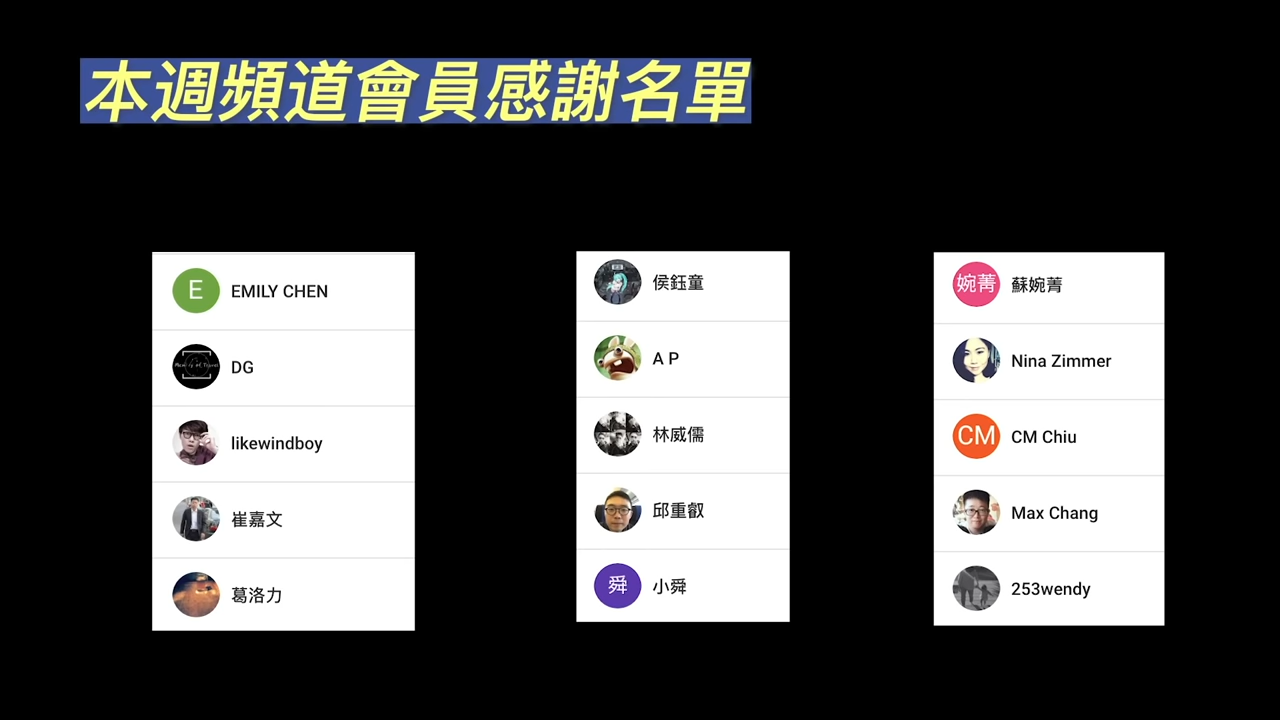 本週頻道會員感謝名單
E EMILY CHEN
DG
likewindboy
崔嘉文
葛洛力
侯鈺童
A P
林威儒
邱重叡
舜 小舜
婉菁 蘇婉菁
Nina Zimmer
CM CM Chiu
Max Chang
253wendy